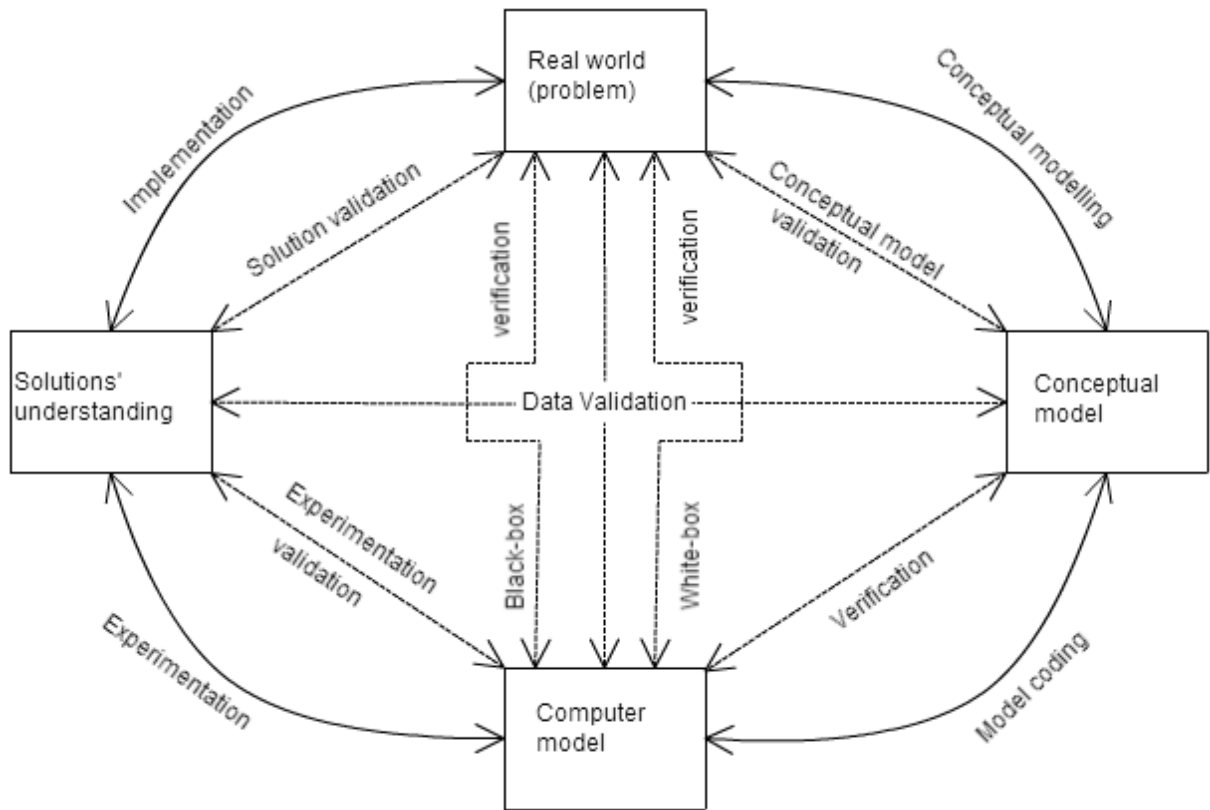 Real world
(problem)
Implementation
Conceptual modelling
Solution validation
Conceptual model
validation
verification
verification
Solutions'
understanding
Data Validation
Conceptual
model
Experimentation
validation
Black-box
White-box
Verification
Experimentation
Model coding
Computer
model